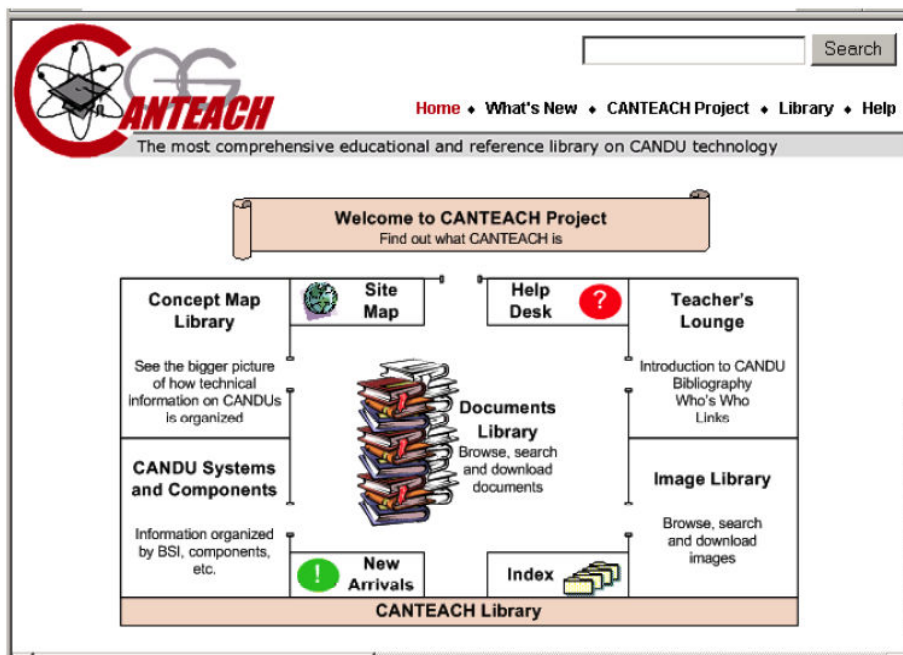 Search
CANTEACH
Home ♦ What's New ♦ CANTEACH Project ♦ Library ♦ Help
The most comprehensive educational and reference library on CANDU technology
Welcome to CANTEACH Project
Find out what CANTEACH is
Concept Map
Library
See the bigger picture
of how technical
information on CANDUs
is organized
Site
Map
Help
Desk
?
Teacher's
Lounge
Introduction to CANDU
Bibliography
Who's Who
Links
Documents
Library
Browse, search
and download
documents
CANDU Systems
and Components
Information organized
by BSI, components,
etc.
Image Library
Browse, search
and download
images
!
New
Arrivals
Index
CANTEACH Library